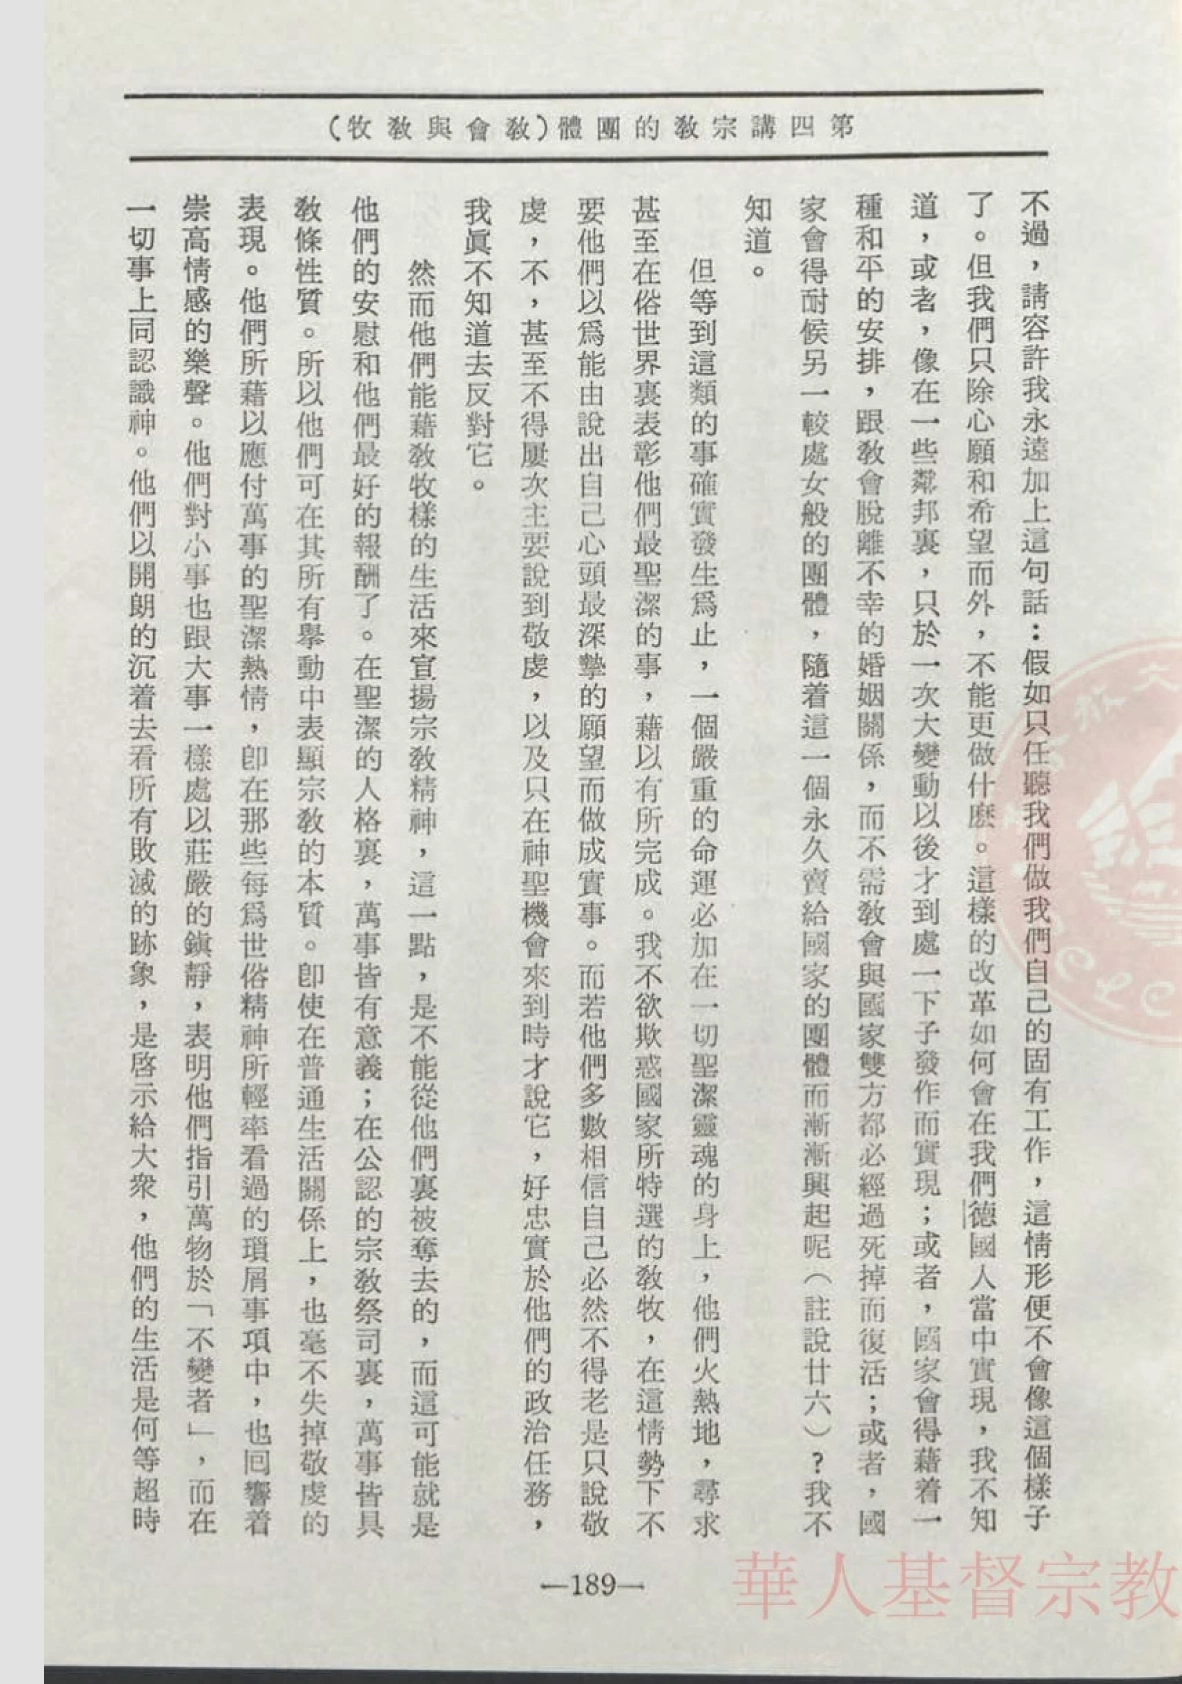 第四講宗敎的團體(敎會與敎牧)
不過，請容許我永遠加上這句話：假如只任聽我們做我們自己的固有工作，這情形便不會像這個樣子
了。但我們只除心願和希望而外，不能更做什麽。這樣的改革如何會在我們德國人當中實現，我不知
道，或者，像在一些鄰邦裏，只於一次大變動以後才到處一下子發作而實現；或者，國家會得藉着一
種和平的安排，跟敎會脫離不幸的婚姻關係，而不需敎會與國家雙方都必經過死掉而復活；或者，國
家會得耐候另一較處女般的團體，隨着這一個永久賣給國家的團體而漸漸興起呢（註說廿六）？我不
知道。
但等到這類的事確實發生爲止，一個嚴重的命運必加在一切聖潔靈魂的身上，他們火熱地，尋求
甚至在俗世界裏表彰他們最聖潔的事，藉以有所完成。我不欲欺惑國家所特選的敎牧，在這情勢下不
要他們以爲能由說出自己心頭最深摯的願望而做成實事。而若他們多數相信自己必然不得老是只說敬
虔，不，甚至不得屢次主要說到敬虔，以及只在神聖機會來到時才說它，好忠實於他們的政治任務，
我眞不知道去反對它。
然而他們能藉敎牧樣的生活來宣揚宗敎精神，這一點，是不能從他們裏被奪去的，而這可能就是
他們的安慰和他們最好的報酬了。在聖潔的人格裏，萬事皆有意義；在公認的宗敎祭司裏，萬事皆具
敎條性質。所以他們可在其所有舉動中表顯宗敎的本質。卽使在普通生活關係上，也毫不失掉敬虔的
表現。他們所藉以應付萬事的聖潔熱情，卽在那些每爲世俗精神所輕率看過的瑣屑事項中，也回響着
崇高情感的樂聲。他們對小事也跟大事一樣處以莊嚴的鎭靜，表明他們指引萬物於「不變者」，而在
一切事上同認識神。他們以開朗的沉着去看所有敗滅的跡象，是啓示給大衆，他們的生活是何等超時
—189—
華人基督宗教